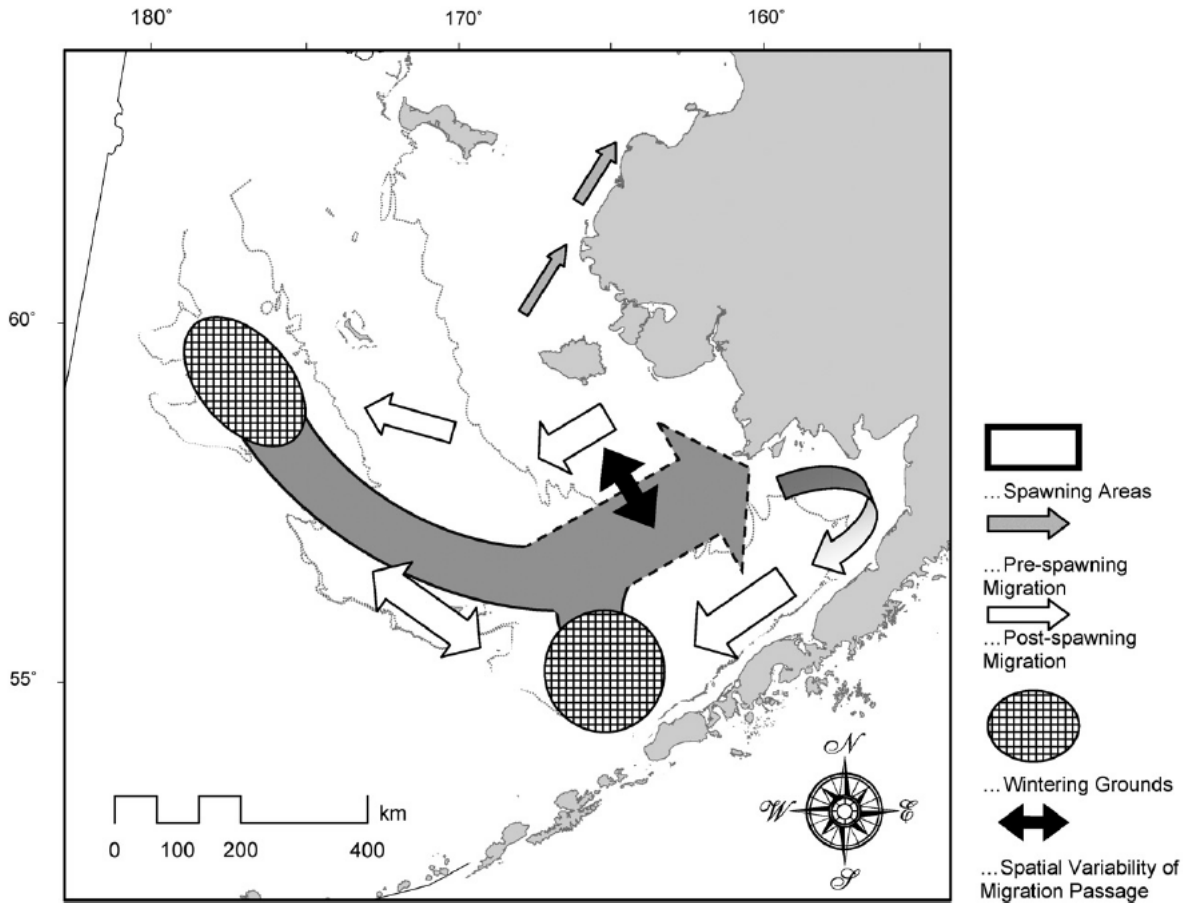 180° 170° 160°
60°
55°
N
W E
S
km
0 100 200 400
...Spawning Areas
...Pre-spawning
Migration
...Post-spawning
Migration
...Wintering Grounds
...Spatial Variability of
Migration Passage